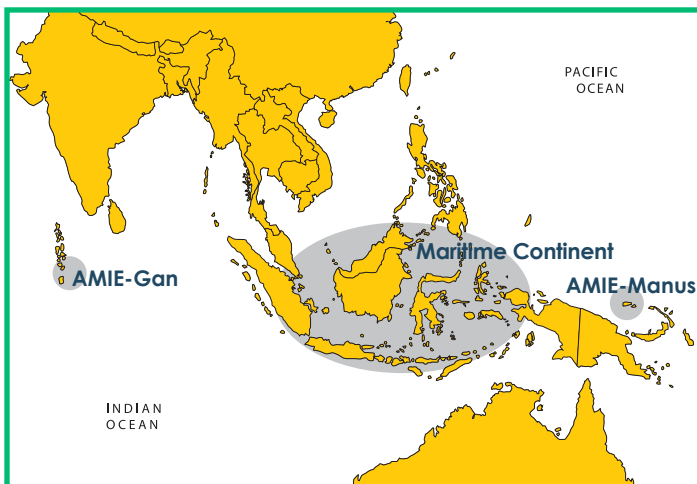 PACIFIC
OCEAN
Maritime Continent
AMIE-Gan
AMIE-Manus
INDIAN
OCEAN